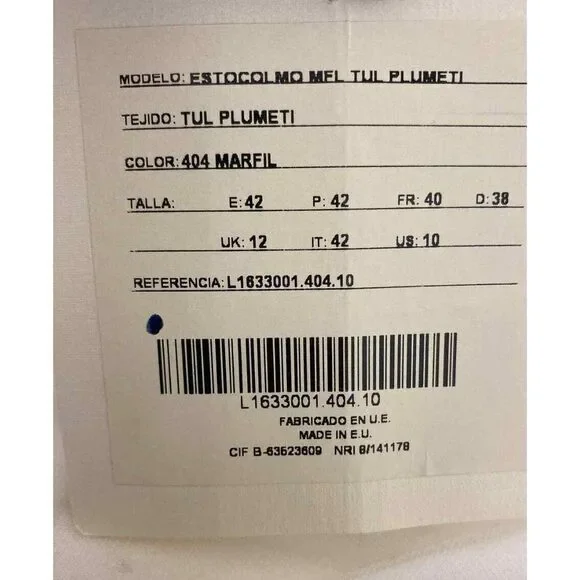 MODELO: ESTOCOLMO MFL TUL PLUMETI
TEJIDO: TUL PLUMETI
COLOR: 404 MARFIL
TALLA: E: 42 P: 42 FR: 40 D: 38
UK: 12 IT: 42 US: 10
REFERENCIA: L1633001.404.10
L1633001.404.10
FABRICADO EN U.E.
MADE IN E.U.
CIF B-63523609 NRI 8/141178